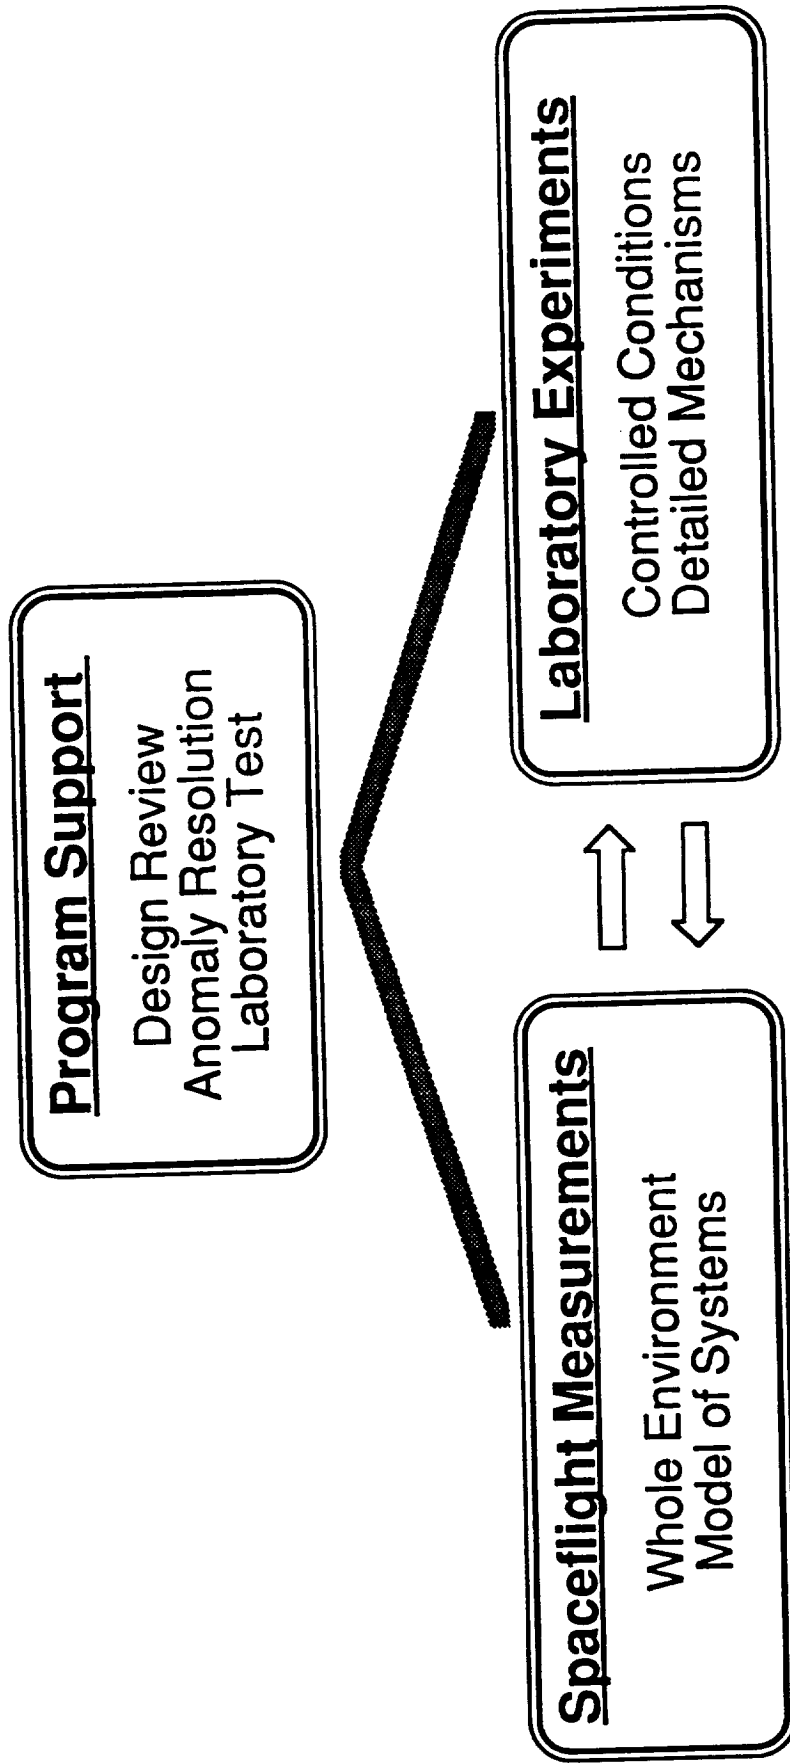 Program Support
Design Review
Anomaly Resolution
Laboratory Test
Spaceflight Measurements
Whole Environment
Model of Systems
Laboratory Experiments
Controlled Conditions
Detailed Mechanisms